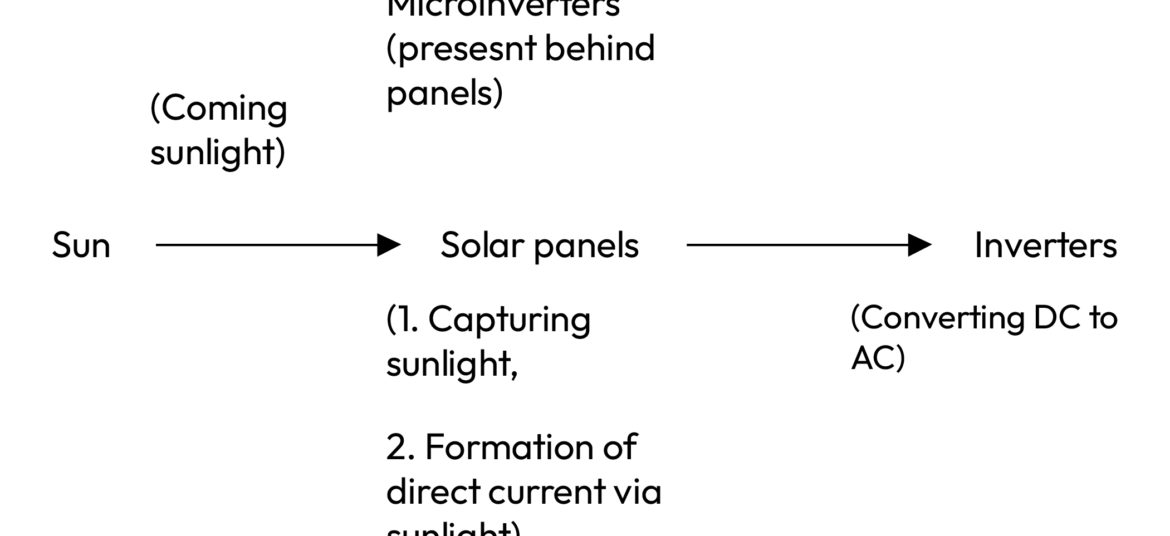 Microinverters
(presesnt behind
panels)
(Coming
sunlight)
Sun
Solar panels
Inverters
(1. Capturing
sunlight,
(Converting DC to
AC)
2. Formation of
direct current via
sunlight)